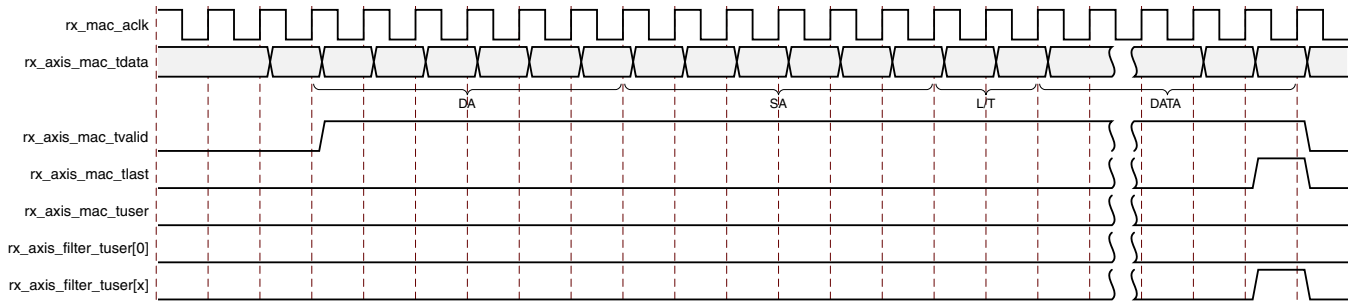 rx_mac_aclk
rx_axis_mac_tdata
DA SA L/T DATA
rx_axis_mac_tvalid
rx_axis_mac_tlast
rx_axis_mac_tuser
rx_axis_filter_tuser[0]
rx_axis_filter_tuser[x]